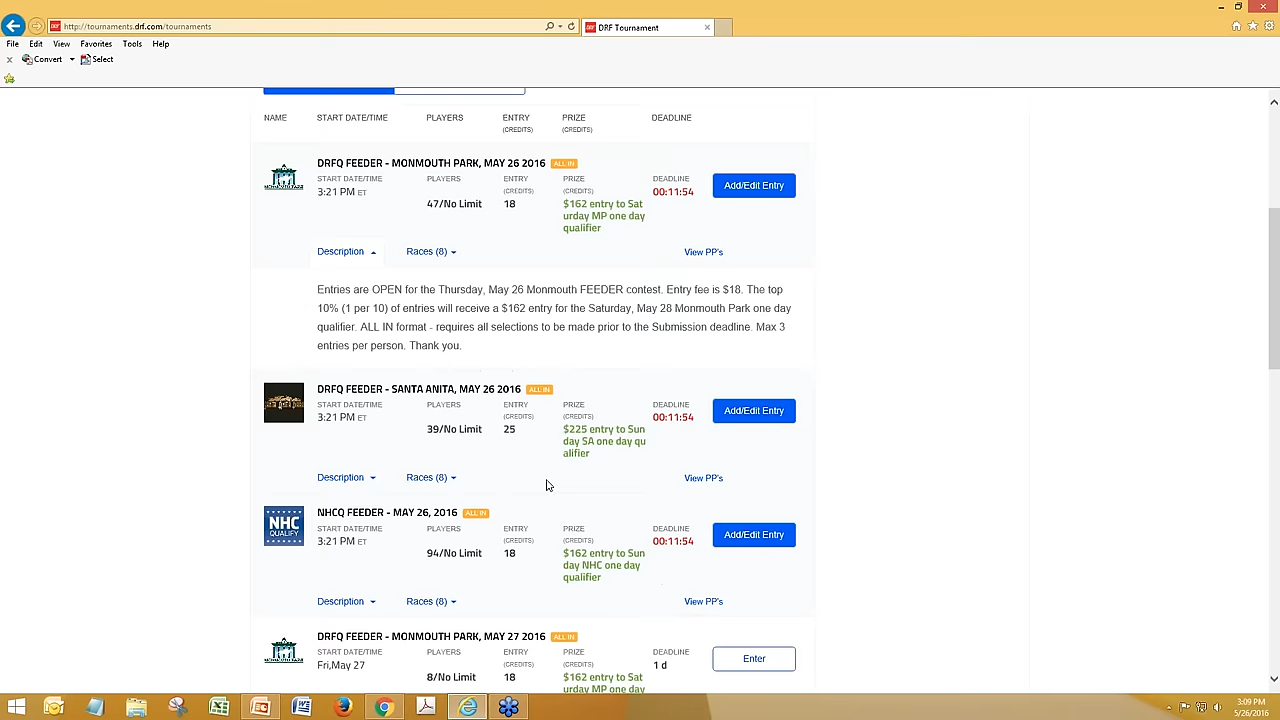 http://tournaments.drf.com/tournaments
DRF Tournament
File Edit View Favorites Tools Help
Convert Select
NAME START DATE/TIME PLAYERS ENTRY (CREDITS) PRIZE (CREDITS) DEADLINE
DRFQ FEEDER - MONMOUTH PARK, MAY 26 2016 ALL IN
START DATE/TIME PLAYERS ENTRY PRIZE DEADLINE
3:21 PM ET (CREDITS) (CREDITS) 00:11:54 Add/Edit Entry
47/No Limit 18 $162 entry to Sat
urday MP one day
qualifier
Description Races (8) View PP's
Entries are OPEN for the Thursday, May 26 Monmouth FEEDER contest. Entry fee is $18. The top
10% (1 per 10) of entries will receive a $162 entry for the Saturday, May 28 Monmouth Park one day
qualifier. ALL IN format - requires all selections to be made prior to the Submission deadline. Max 3
entries per person. Thank you.
DRFQ FEEDER - SANTA ANITA, MAY 26 2016 ALL IN
START DATE/TIME PLAYERS ENTRY PRIZE DEADLINE
3:21 PM ET (CREDITS) (CREDITS) 00:11:54 Add/Edit Entry
39/No Limit 25 $225 entry to Sun
day SA one day qu
alifier
Description Races (8) View PP's
NHC
QUALIFY
NHCQ FEEDER - MAY 26, 2016 ALL IN
START DATE/TIME PLAYERS ENTRY PRIZE DEADLINE
3:21 PM ET (CREDITS) (CREDITS) 00:11:54 Add/Edit Entry
94/No Limit 18 $162 entry to Sun
day NHC one day
qualifier
Description Races (8) View PP's
DRFQ FEEDER - MONMOUTH PARK, MAY 27 2016 ALL IN
START DATE/TIME PLAYERS ENTRY PRIZE DEADLINE
Fri,May 27 (CREDITS) (CREDITS) 1 d Enter
8/No Limit 18 $162 entry to Sat
urday MP one day
3:09 PM
5/26/2016